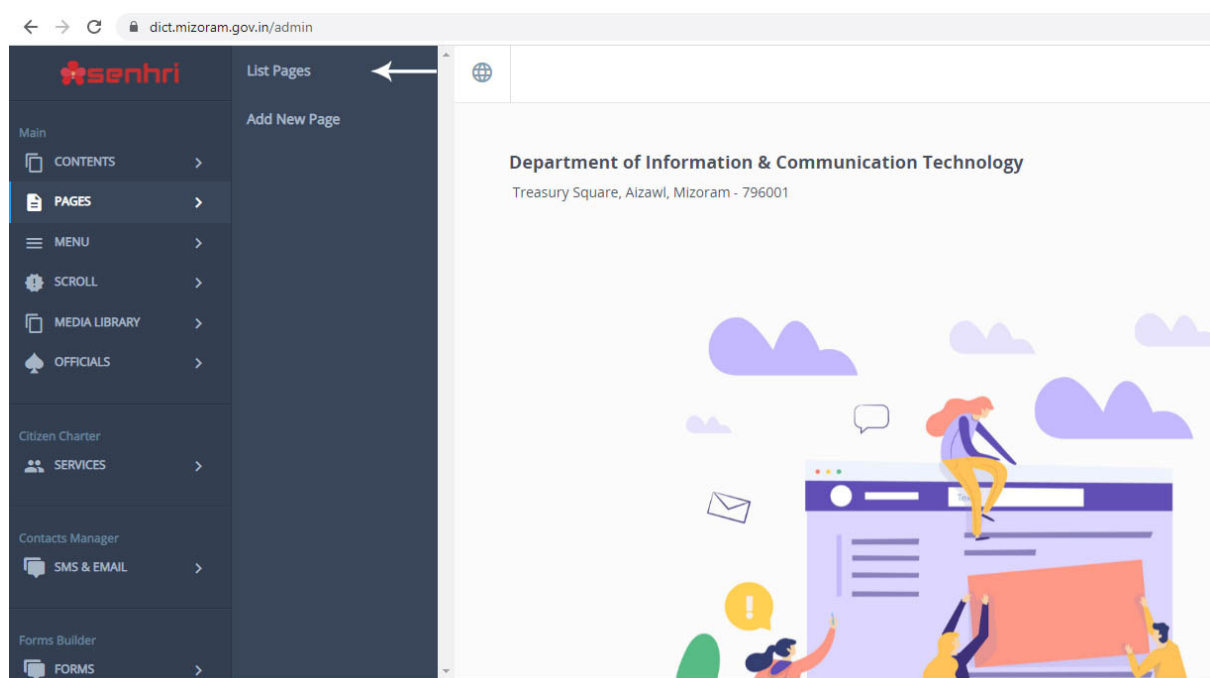 dict.mizoram.gov.in/admin
senhri
Main
CONTENTS
PAGES
MENU
SCROLL
MEDIA LIBRARY
OFFICIALS
Citizen Charter
SERVICES
Contacts Manager
SMS & EMAIL
Forms Builder
FORMS
List Pages
Add New Page
Department of Information & Communication Technology
Treasury Square, Aizawl, Mizoram - 796001